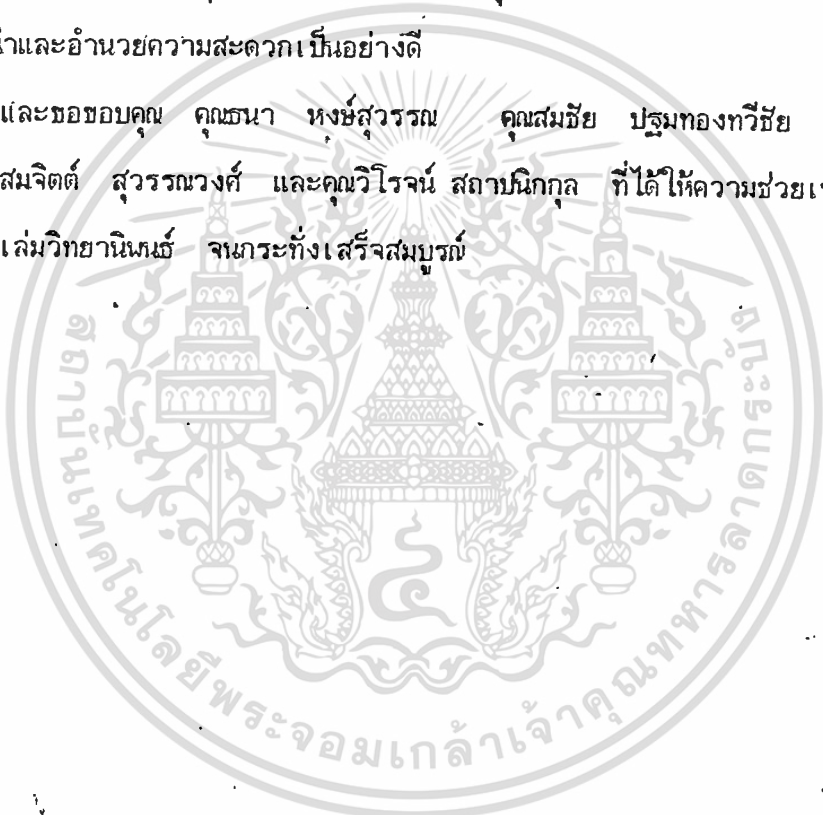 และอำนวยความสะดวกเป็นอย่างดี
และขอขอบคุณ คุณธนา หงษ์สุวรรณ คุณสมชัย ปฐมทองทวีชัย
สมจิตต์ สุวรรณวงศ์ และคุณวิโรจน์ สถาปนิกกุล ที่ได้ให้ความช่วยเ
เล่มวิทยานิพนธ์ จนกระทั่งเสร็จสมบูรณ์
สถาบันเทคโนโลยีพระจอมเกล้าเจ้าคุณทหารลาดกระบัง